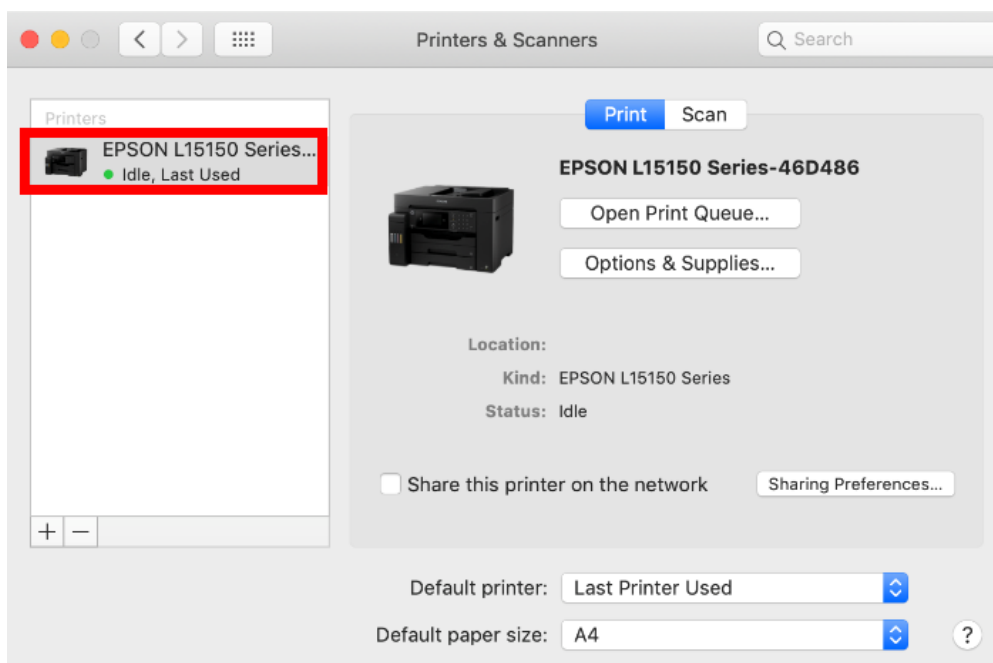 Printers & Scanners
Search
Printers
EPSON L15150 Series...
Idle, Last Used
Print Scan
EPSON L15150 Series-46D486
Open Print Queue...
Options & Supplies...
Location:
Kind: EPSON L15150 Series
Status: Idle
Share this printer on the network
Sharing Preferences...
+ −
Default printer: Last Printer Used
Default paper size: A4
?